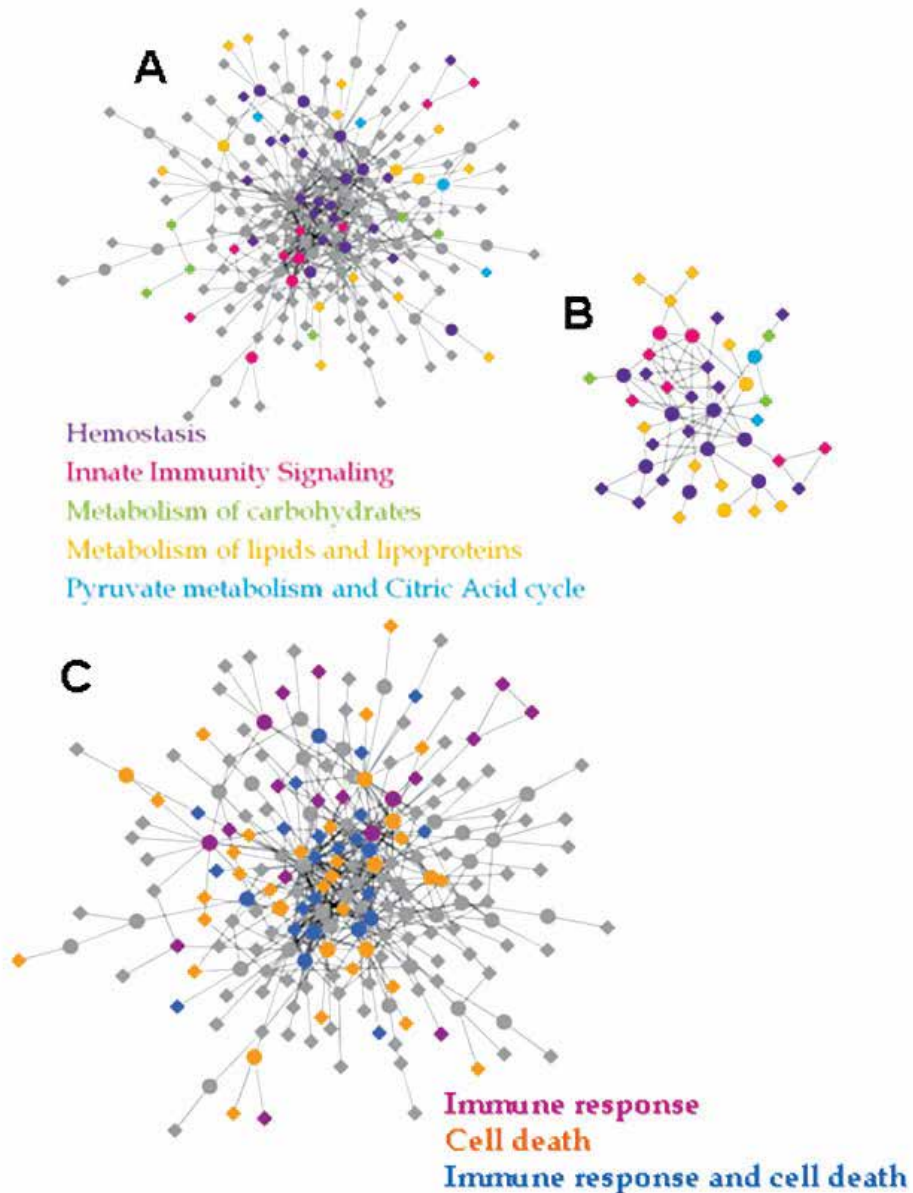 A
B
Hemostasis
Innate Immunity Signaling
Metabolism of carbohydrates
Metabolism of lipids and lipoproteins
Pyruvate metabolism and Citric Acid cycle
C
Immune response
Cell death
Immune response and cell death